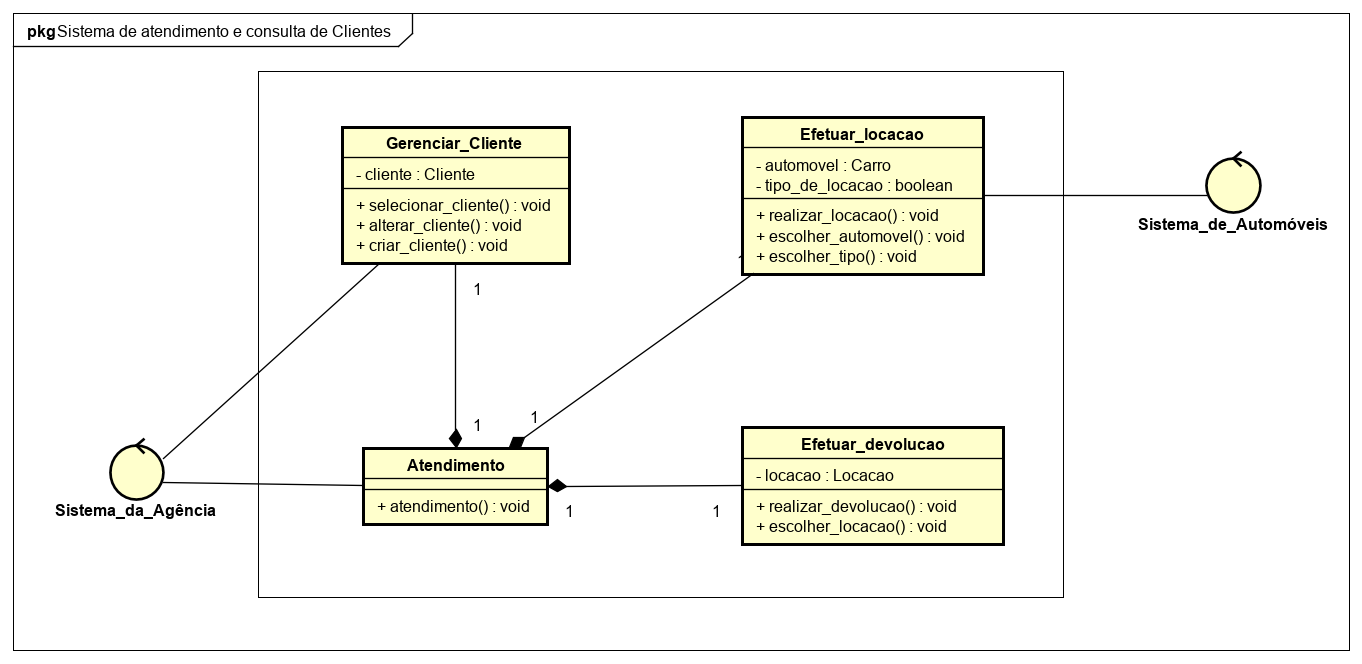 pkg Sistema de atendimento e consulta de Clientes
Gerenciar_Cliente
- cliente : Cliente
+ selecionar_cliente() : void
+ alterar_cliente() : void
+ criar_cliente() : void
1
Efetuar_locacao
- automovel : Carro
- tipo_de_locacao : boolean
+ realizar_locacao() : void
+ escolher_automovel() : void
+ escolher_tipo() : void
Sistema_de_Automóveis
1
1
Sistema_da_Agência
Atendimento
+ atendimento() : void
1
1
Efetuar_devolucao
- locacao : Locacao
+ realizar_devolucao() : void
+ escolher_locacao() : void